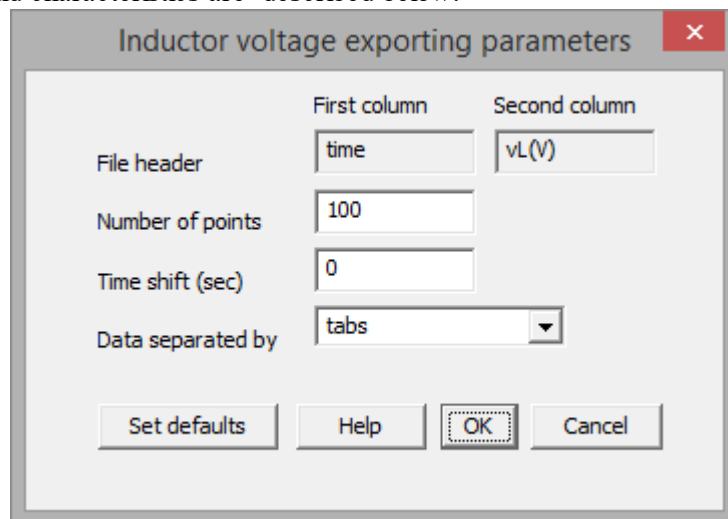 Inductor voltage exporting parameters
First column Second column
File header time vL(V)
Number of points 100
Time shift (sec) 0
Data separated by tabs
Set defaults Help OK Cancel